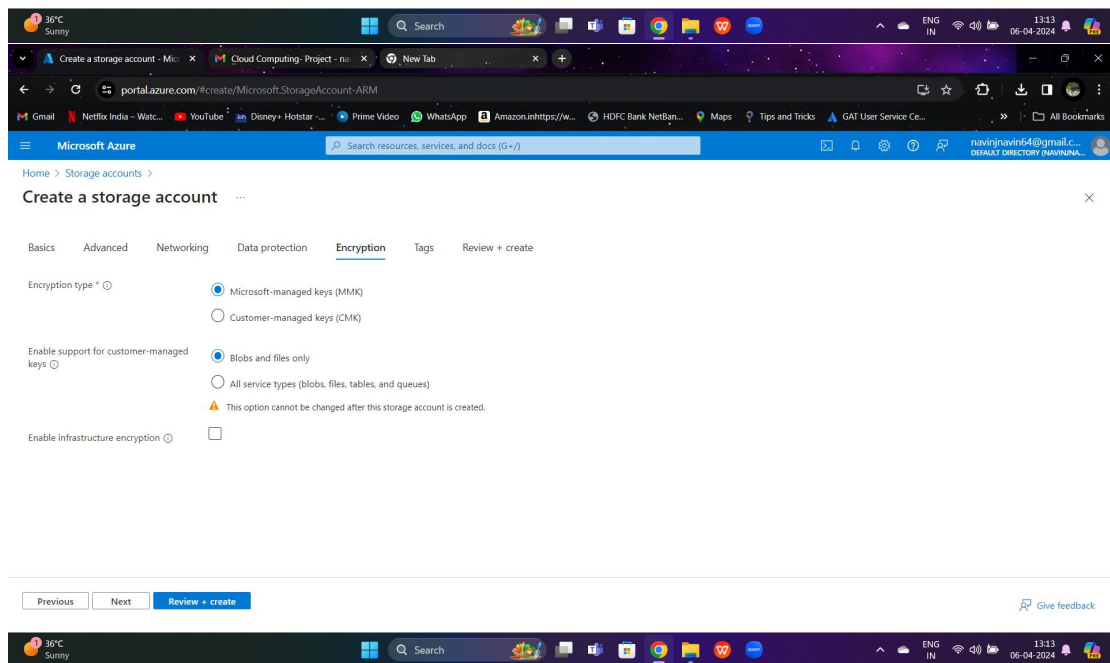 1
36°C
Sunny
Search
ENG
IN
13:13
06-04-2024
Create a storage account - Micr
Cloud Computing- Project - na
New Tab
portal.azure.com/#create/Microsoft.StorageAccount-ARM
Gmail
Netflix India – Watc...
YouTube
Disney+ Hotstar -...
Prime Video
WhatsApp
Amazon.inhttps://w...
HDFC Bank NetBan...
Maps
Tips and Tricks
GAT User Service Ce...
»
All Bookmarks
Microsoft Azure
Search resources, services, and docs (G+/)
navinjnavin64@gmail.c...
DEFAULT DIRECTORY (NAVINJNA...
Home > Storage accounts >
Create a storage account ...
Basics Advanced Networking Data protection Encryption Tags Review + create
Encryption type *
Microsoft-managed keys (MMK)
Customer-managed keys (CMK)
Enable support for customer-managed
keys
Blobs and files only
All service types (blobs, files, tables, and queues)
This option cannot be changed after this storage account is created.
Enable infrastructure encryption
Previous Next Review + create
Give feedback
1
36°C
Sunny
Search
ENG
IN
13:13
06-04-2024